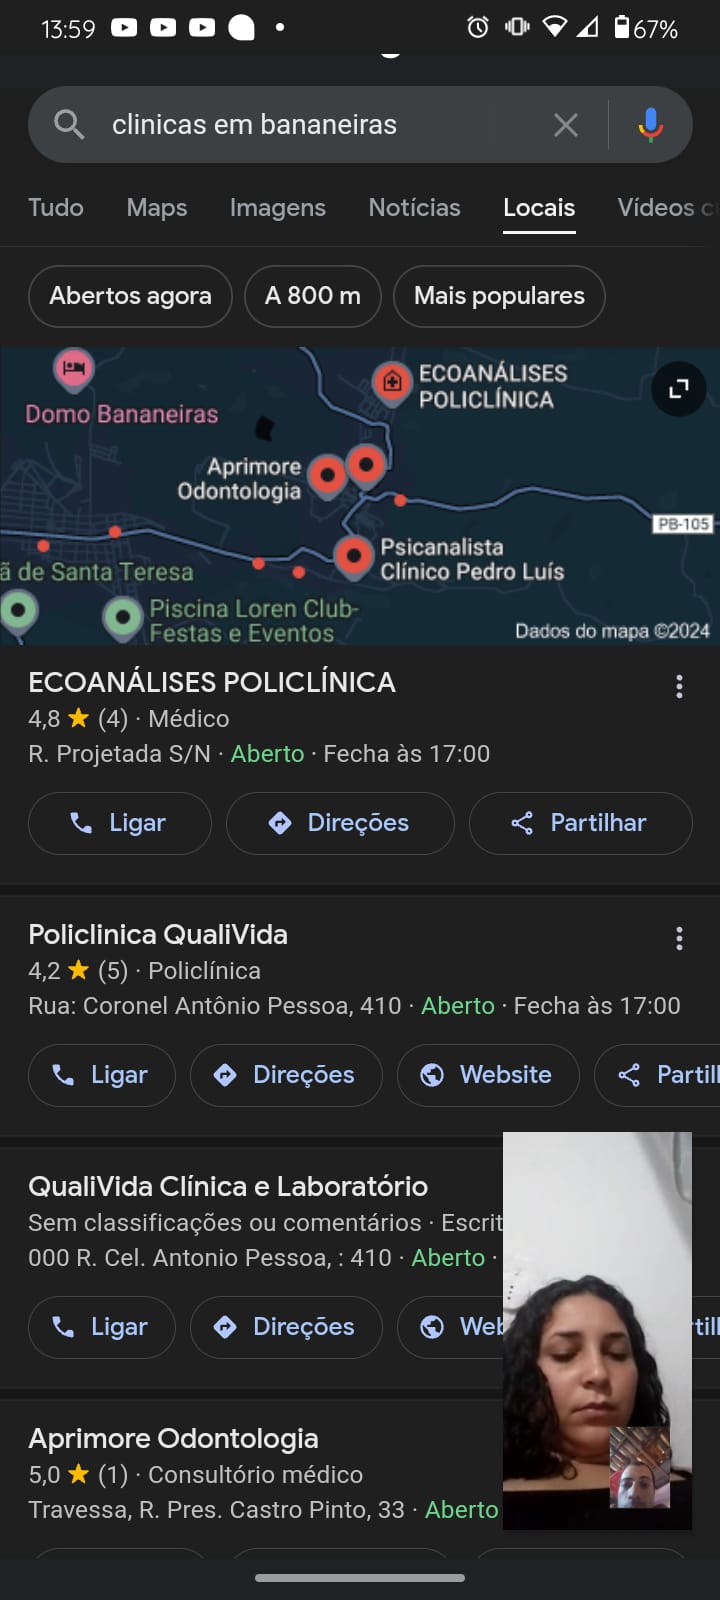 13:59
67%
clinicas em bananeiras
Tudo Maps Imagens Notícias Locais Vídeos
Abertos agora A 800 m Mais populares
Domo Bananeiras
ECOANÁLISES
POLICLÍNICA
Aprimore
Odontologia
PB-105
Psicanalista
Clínico Pedro Luís
ã de Santa Teresa
Piscina Loren Club-
Festas e Eventos
Dados do mapa ©2024
ECOANÁLISES POLICLÍNICA
4,8 (4) · Médico
R. Projetada S/N · Aberto · Fecha às 17:00
Ligar Direções Partilhar
Policlinica QualiVida
4,2 (5) · Policlínica
Rua: Coronel Antônio Pessoa, 410 · Aberto · Fecha às 17:00
Ligar Direções Website Partil
QualiVida Clínica e Laboratório
Sem classificações ou comentários · Escrit
000 R. Cel. Antonio Pessoa, : 410 · Aberto ·
Ligar Direções Web till
Aprimore Odontologia
5,0 (1) · Consultório médico
Travessa, R. Pres. Castro Pinto, 33 · Aberto